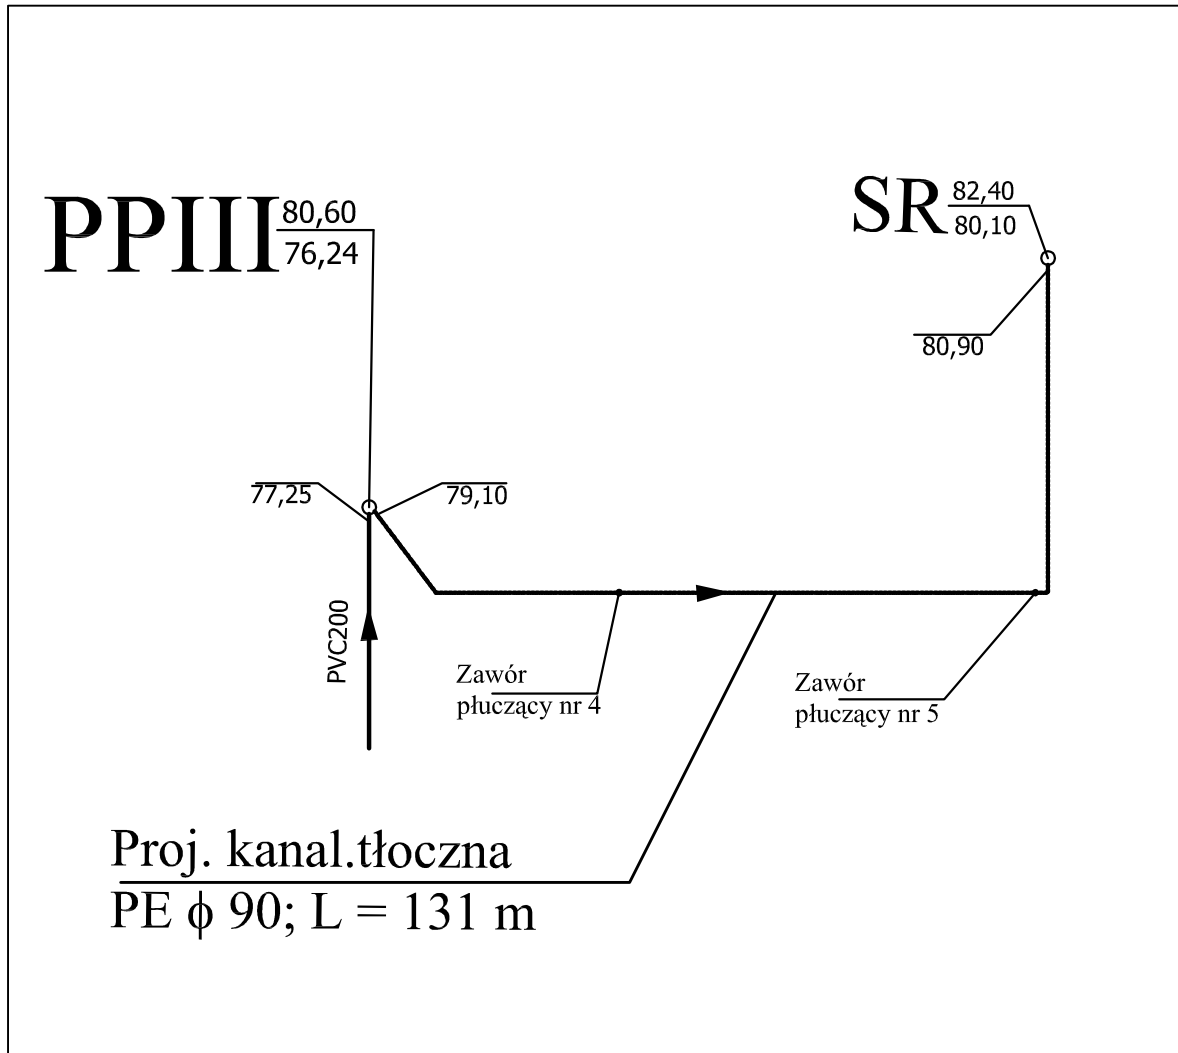 PPIII
80,60
76,24
SR
82,40
80,10
80,90
77,25
79,10
PVC200
Zawór
płuczący nr 4
Zawór
płuczący nr 5
Proj. kanal.tłoczna
PE ϕ 90; L = 131 m